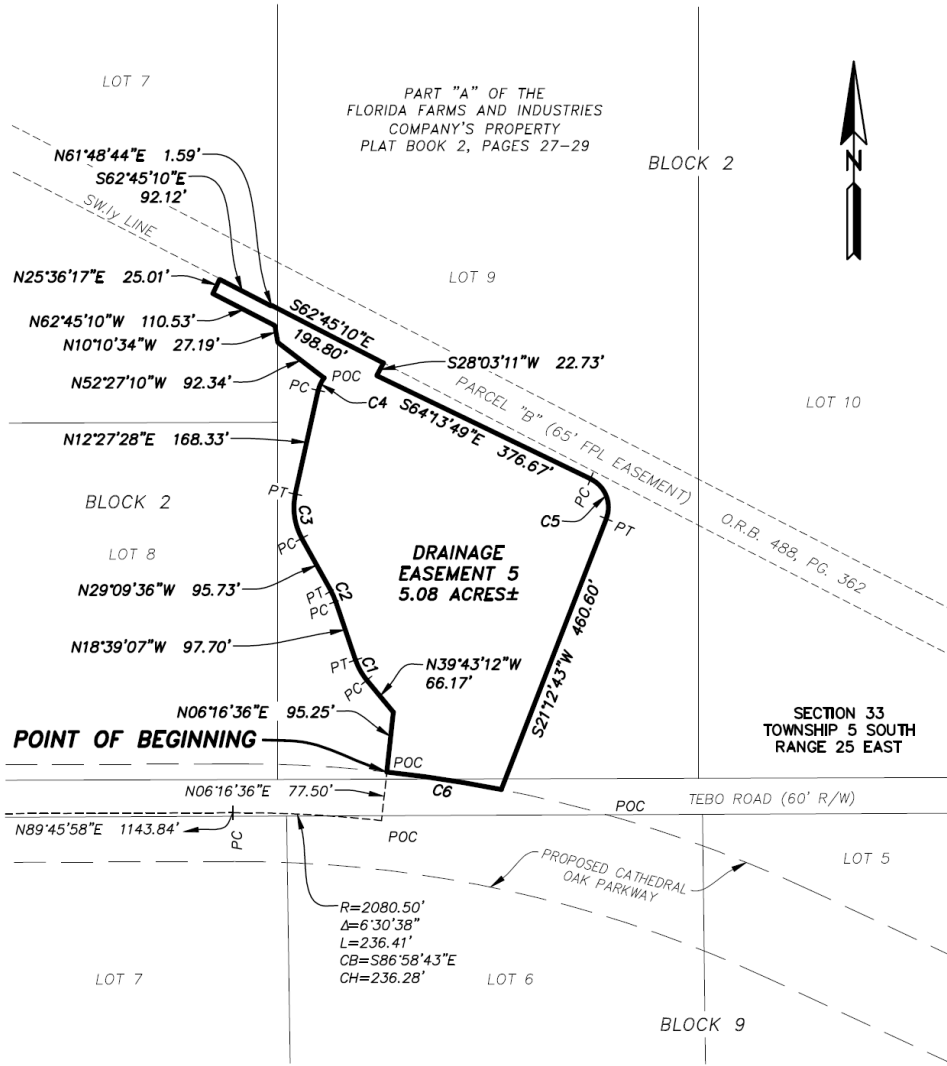 LOT 7
PART "A" OF THE
FLORIDA FARMS AND INDUSTRIES
COMPANY'S PROPERTY
PLAT BOOK 2, PAGES 27-29
BLOCK 2
N
N61°48'44"E 1.59'
S62°45'10"E
92.12'
SW.ly LINE
LOT 9
N25°36'17"E 25.01'
N62°45'10"W 110.53'
N10°10'34"W 27.19'
N52°27'10"W 92.34'
S62°45'10"E
198.80'
S28°03'11"W 22.73'
POC
PC
C4
PARCEL "B" (65' FPL EASEMENT)
O.R.B. 488, PG. 362
LOT 10
S64°13'49"E 376.67'
N12°27'28"E 168.33'
PC
C5
PT
PT
C3
PC
BLOCK 2
LOT 8
DRAINAGE
EASEMENT 5
5.08 ACRES±
N29°09'36"W 95.73'
PT
C2
PC
S21°12'43"W 460.60'
N18°39'07"W 97.70'
PT
C1
PC
N39°43'12"W
66.17'
N06°16'36"E 95.25'
SECTION 33
TOWNSHIP 5 SOUTH
RANGE 25 EAST
POINT OF BEGINNING
POC
C6
N06°16'36"E 77.50'
POC
TEBO ROAD (60' R/W)
N89°45'58"E 1143.84'
PC
POC
PROPOSED CATHEDRAL
OAK PARKWAY
LOT 5
R=2080.50'
Δ=6°30'38"
L=236.41'
CB=S86°58'43"E
CH=236.28'
LOT 7
LOT 6
BLOCK 9